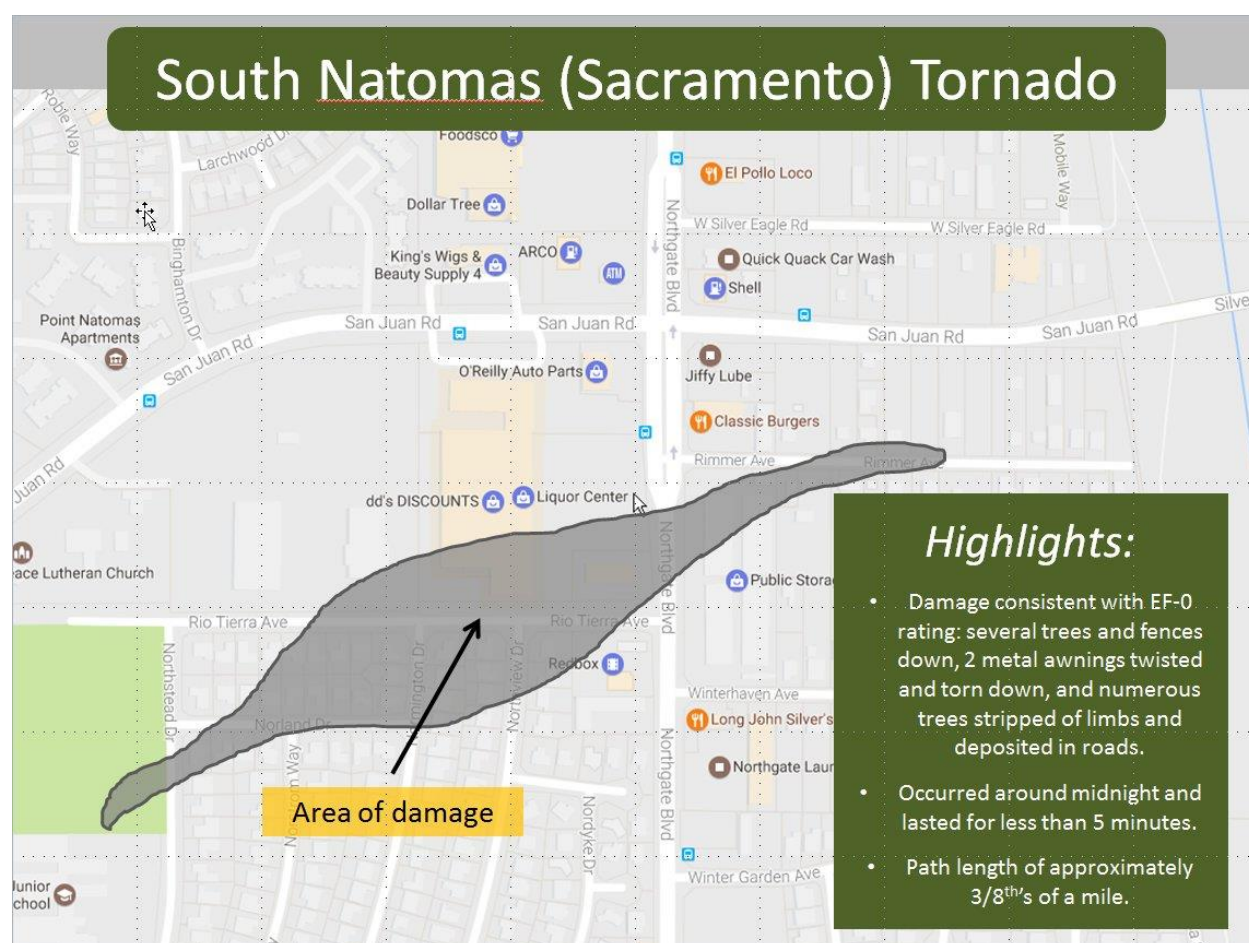 South Natomas (Sacramento) Tornado
Roble Way
Larchwood Dr
Foodsco
Mobile Way
El Pollo Loco
Dollar Tree
Northgate Blvd
W Silver Eagle Rd
W Silver Eagle Rd
Binghamton Dr
King's Wigs &
Beauty Supply 4
ARCO
ATM
Quick Quack Car Wash
Shell
Silve
Point Natomas
Apartments
San Juan Rd
San Juan Rd
San Juan Rd
San Juan Rd
San Juan Rd
O'Reilly Auto Parts
Jiffy Lube
Classic Burgers
Juan Rd
Rimmer Ave
Rimmer Ave
dd's DISCOUNTS
Liquor Center
Northgate Blvd
ace Lutheran Church
Public Stora
Rio Tierra Ave
Rio Tierra Ave
Northstead Dr
mington Dr
Northview Dr
Redbox
Winterhaven Ave
Norland Dr
Long John Silver's
Way
Northgate Blvd
Northgate Laun
Area of damage
Nordyke Dr
Winter Garden Ave
Junior
chool
Highlights:
• Damage consistent with EF-0
rating: several trees and fences
down, 2 metal awnings twisted
and torn down, and numerous
trees stripped of limbs and
deposited in roads.
• Occurred around midnight and
lasted for less than 5 minutes.
• Path length of approximately
3/8th's of a mile.